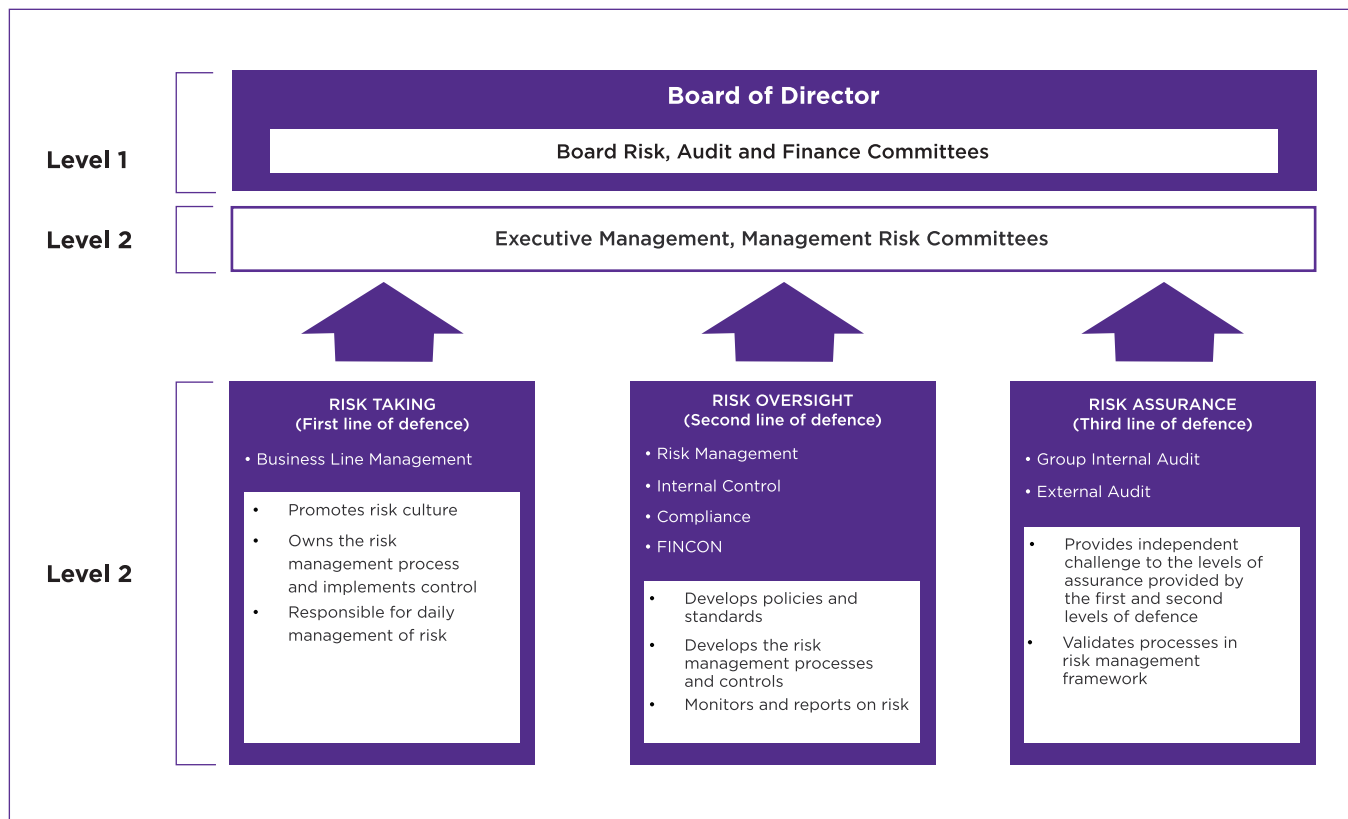 Board of Director
Level 1
Board Risk, Audit and Finance Committees
Level 2
Executive Management, Management Risk Committees
Level 2
RISK TAKING
(First line of defence)
• Business Line Management
• Promotes risk culture
• Owns the risk
management process
and implements control
• Responsible for daily
management of risk
RISK OVERSIGHT
(Second line of defence)
• Risk Management
• Internal Control
• Compliance
• FINCON
• Develops policies and
standards
• Develops the risk
management processes
and controls
• Monitors and reports on risk
RISK ASSURANCE
(Third line of defence)
• Group Internal Audit
• External Audit
• Provides independent
challenge to the levels of
assurance provided by
the first and second
levels of defence
• Validates processes in
risk management
framework